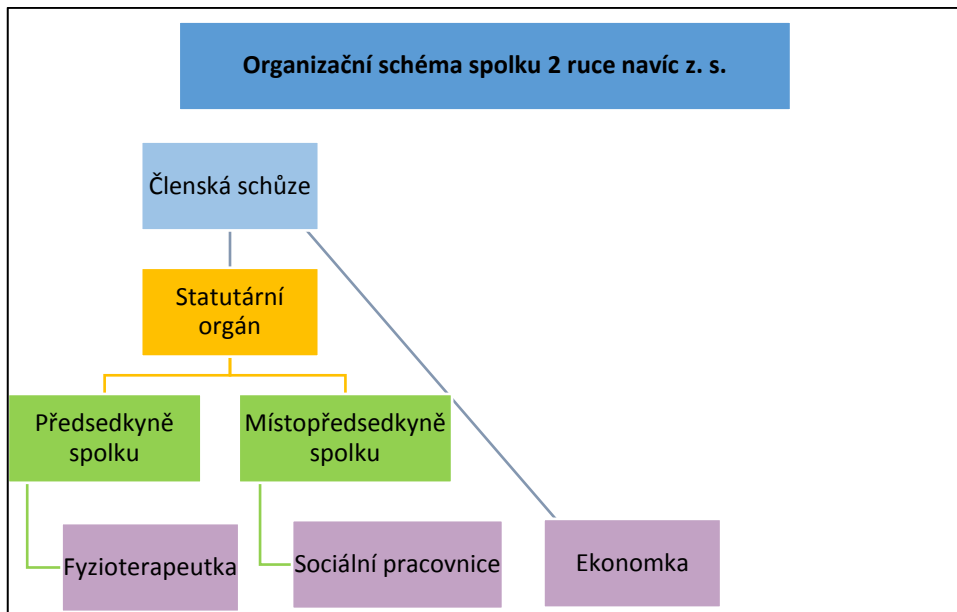 Organizační schéma spolku 2 ruce navíc z. s.
Členská schůze
Statutární
orgán
Předsedkyně
spolku
Místopředsedkyně
spolku
Fyzioterapeutka
Sociální pracovnice
Ekonomka